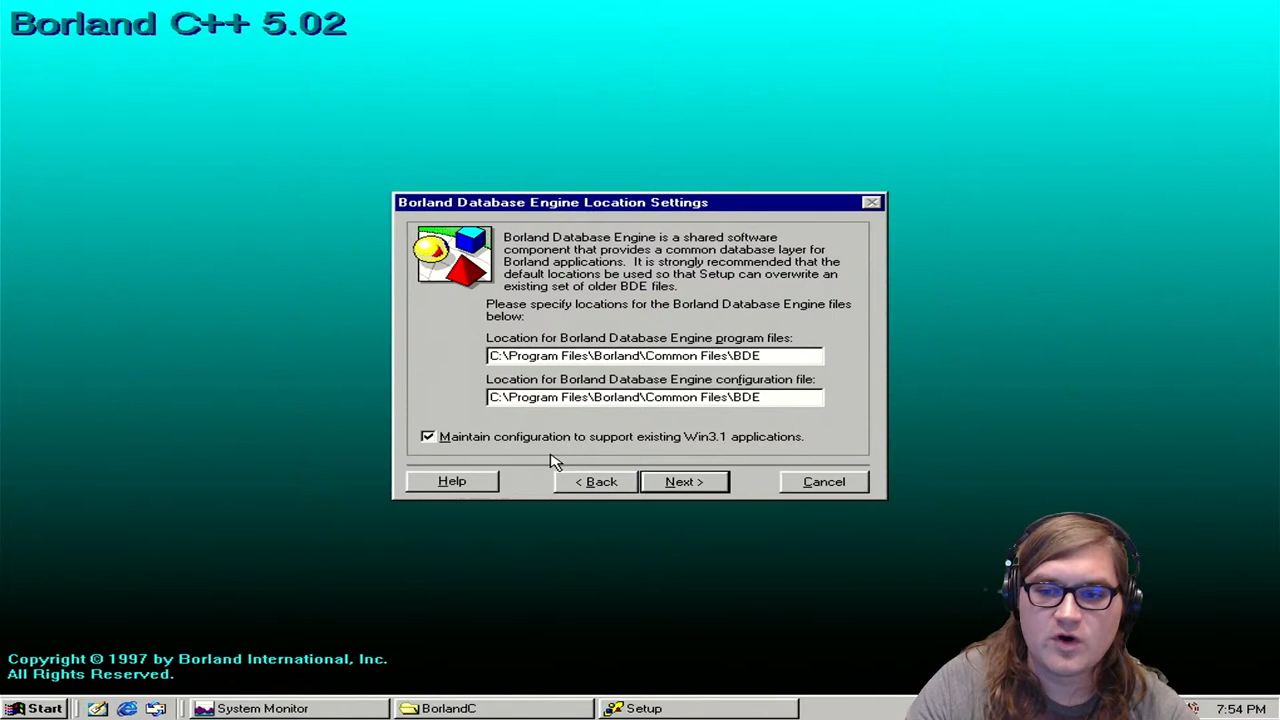 Borland C++ 5.02
Borland Database Engine Location Settings
Borland Database Engine is a shared software
component that provides a common database layer for
Borland applications. It is strongly recommended that the
default locations be used so that Setup can overwrite an
existing set of older BDE files.
Please specify locations for the Borland Database Engine files
below:
Location for Borland Database Engine program files:
C:\Program Files\Borland\Common Files\BDE
Location for Borland Database Engine configuration file:
C:\Program Files\Borland\Common Files\BDE
Maintain configuration to support existing Win3.1 applications.
Help
< Back
Next >
Cancel
Copyright © 1997 by Borland International, Inc.
All Rights Reserved.
Start
System Monitor
BorlandC
Setup
7:54 PM